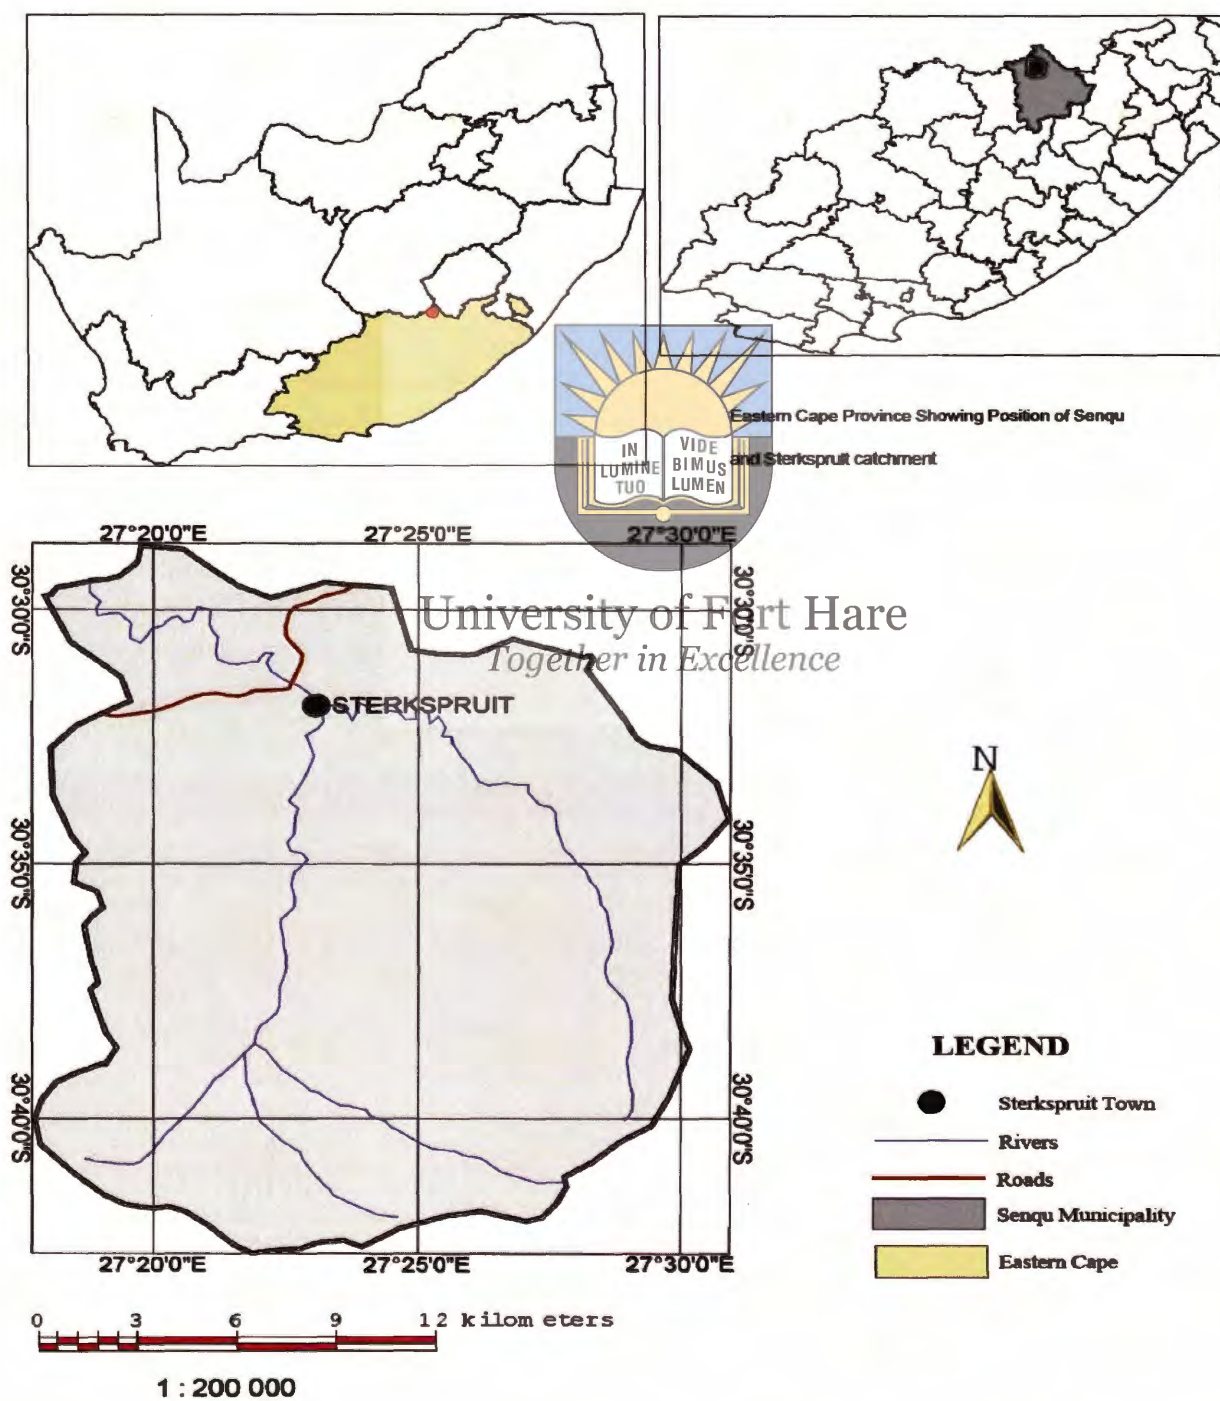 Eastern Cape Province Showing Position of Senqu
and Sterkspruit catchment
IN
LUMINE
TUO
VIDE
BIMUS
LUMEN
University of Fort Hare
Together in Excellence
27°20'0"E 27°25'0"E 27°30'0"E
30°30'0"S
30°30'0"S
STERKSPRUIT
N
30°35'0"S
30°35'0"S
30°40'0"S
30°40'0"S
27°20'0"E 27°25'0"E 27°30'0"E
LEGEND
Sterkspruit Town
Rivers
Roads
Senqu Municipality
Eastern Cape
0 3 6 9 12 kilom eters
1 : 200 000